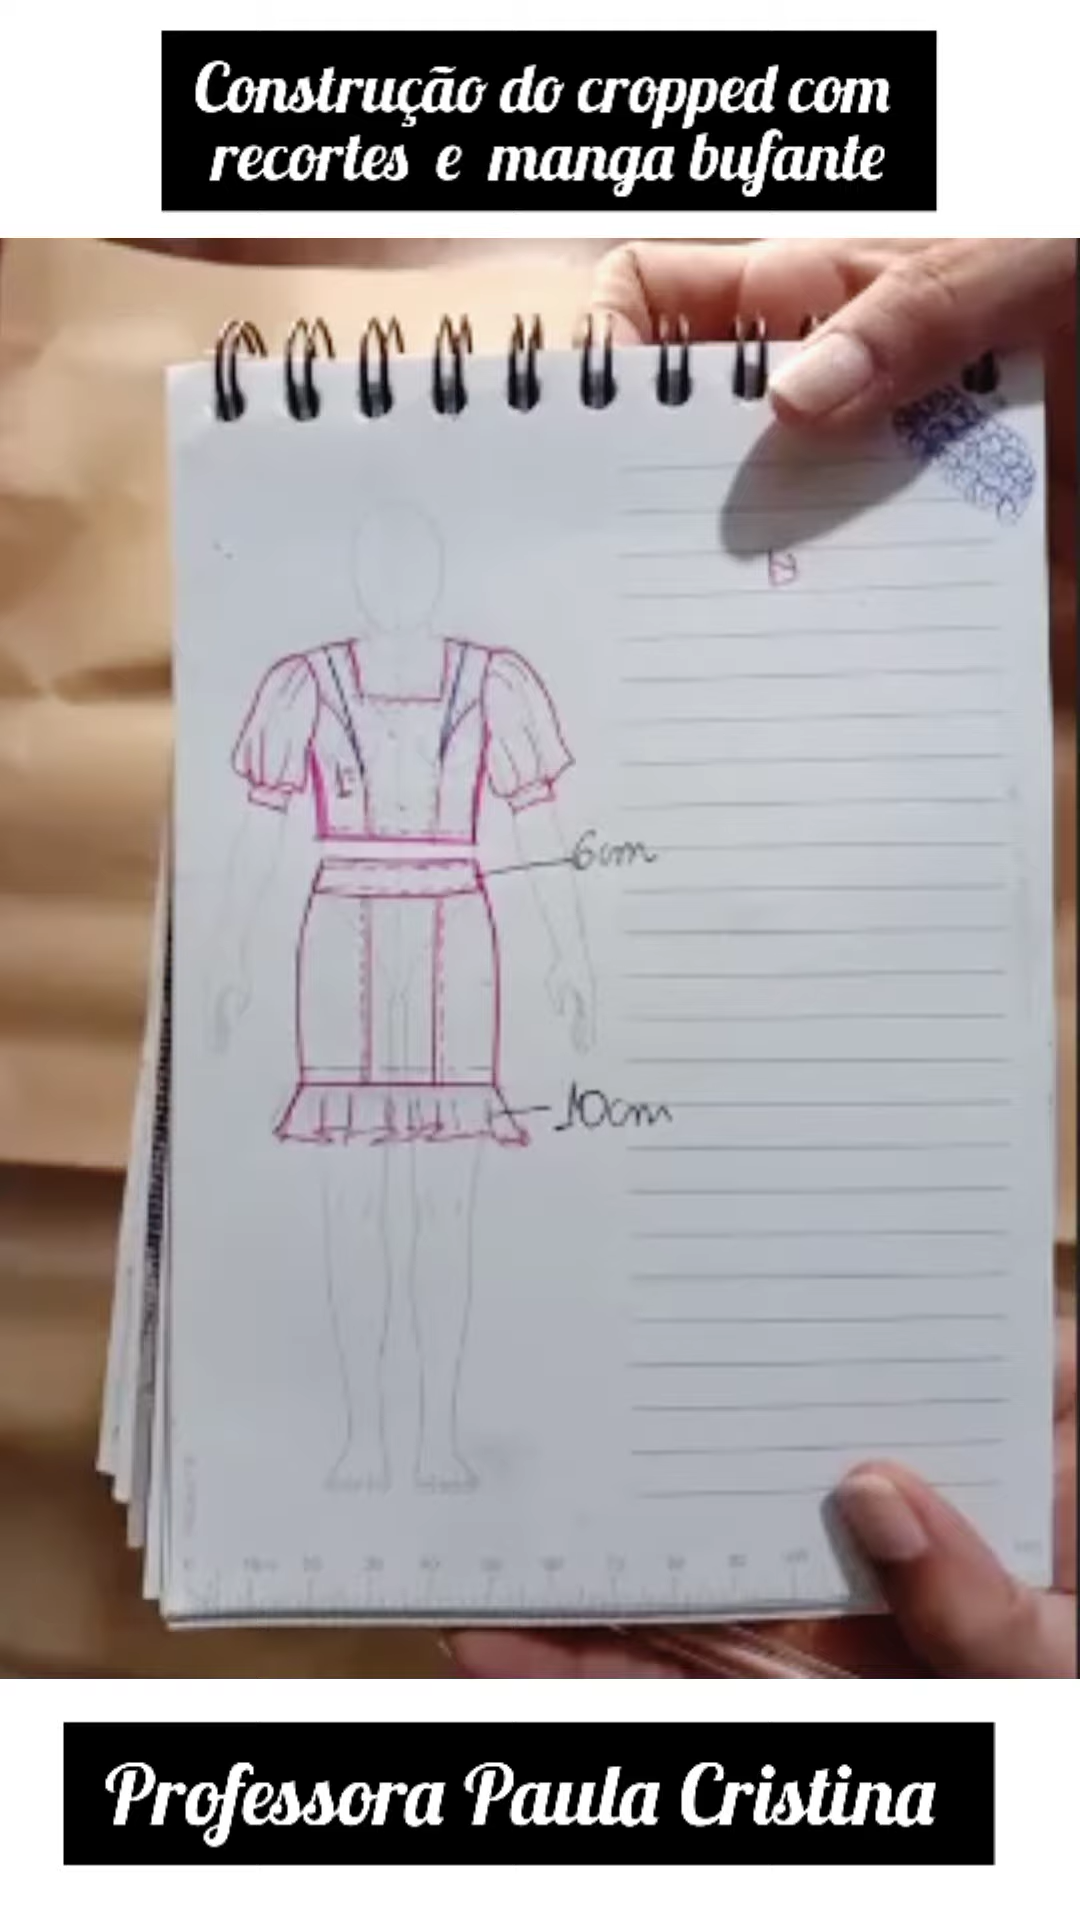 Construção do cropped com
recortes e manga bufante
6cm
10cm
Professora Paula Cristina